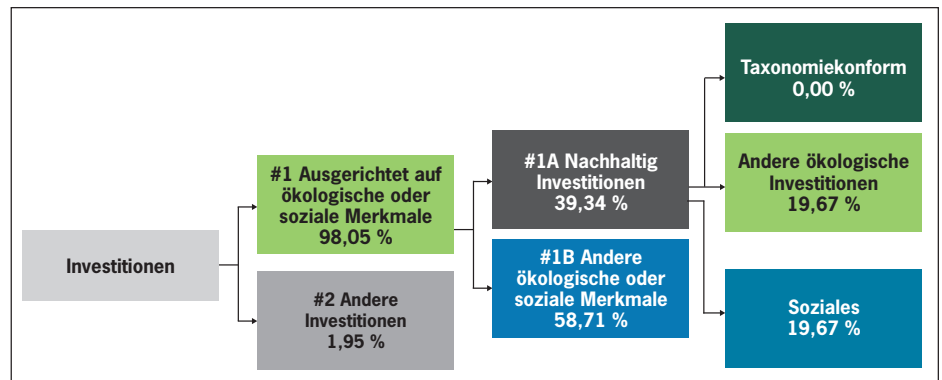 Investitionen
#1 Ausgerichtet auf
ökologische oder
soziale Merkmale
98,05 %
#2 Andere
Investitionen
1,95 %
#1A Nachhaltig
Investitionen
39,34 %
#1B Andere
ökologische oder
soziale Merkmale
58,71 %
Taxonomiekonform
0,00 %
Andere ökologische
Investitionen
19,67 %
Soziales
19,67 %